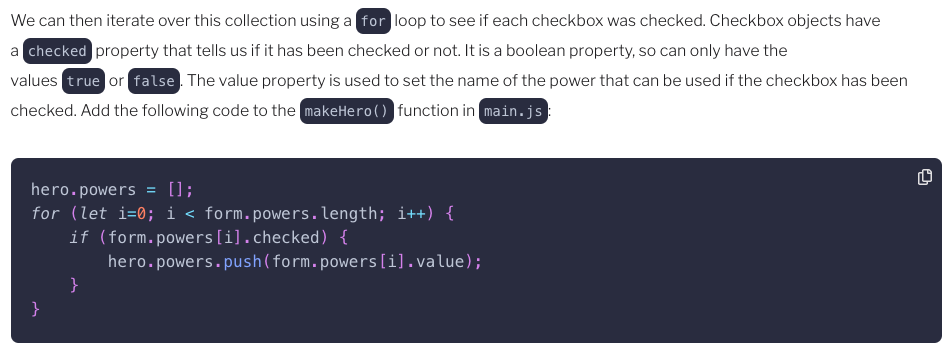 We can then iterate over this collection using a for loop to see if each checkbox was checked. Checkbox objects have
a checked property that tells us if it has been checked or not. It is a boolean property, so can only have the
values true or false. The value property is used to set the name of the power that can be used if the checkbox has been
checked. Add the following code to the makeHero() function in main.js:
hero.powers = [];
for (let i=0; i < form.powers.length; i++) {
    if (form.powers[i].checked) {
        hero.powers.push(form.powers[i].value);
    }
}